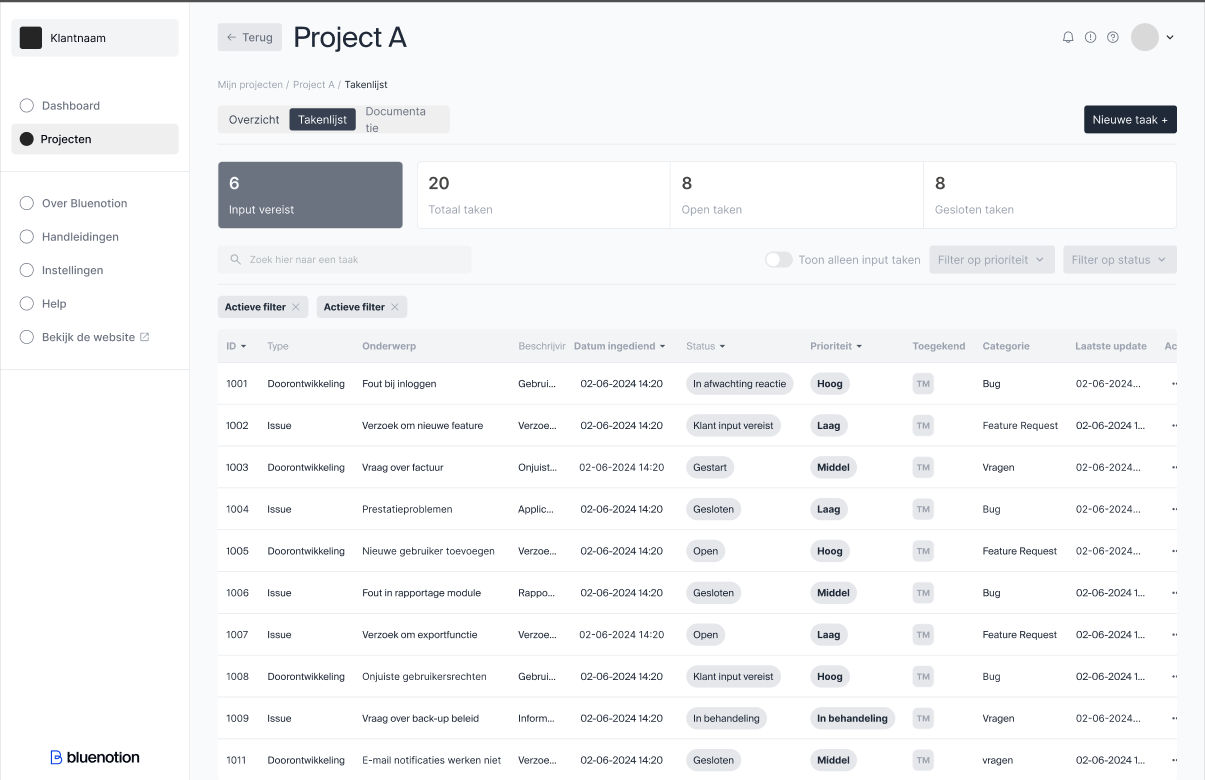 Klantnaam
Dashboard
Projecten
Over Bluenotion
Handleidingen
Instellingen
Help
Bekijk de website
bluenotion
← Terug
Project A
Mijn projecten / Project A / Takenlijst
Overzicht
Takenlijst
Documenta
tie
Nieuwe taak +
6
Input vereist
20
Totaal taken
8
Open taken
8
Gesloten taken
Zoek hier naar een taak
Toon alleen input taken
Filter op prioriteit
Filter op status
Actieve filter ×
Actieve filter ×
ID Type Onderwerp Beschrijvir Datum ingediend Status Prioriteit Toegekend Categorie Laatste update Ac
1001 Doorontwikkeling Fout bij inloggen Gebrui... 02-06-2024 14:20 In afwachting reactie Hoog TM Bug 02-06-2024...
1002 Issue Verzoek om nieuwe feature Verzoe... 02-06-2024 14:20 Klant input vereist Laag TM Feature Request 02-06-2024 1...
1003 Doorontwikkeling Vraag over factuur Onjuist... 02-06-2024 14:20 Gestart Middel TM Vragen 02-06-2024...
1004 Issue Prestatieproblemen Applic... 02-06-2024 14:20 Gesloten Laag TM Bug 02-06-2024...
1005 Doorontwikkeling Nieuwe gebruiker toevoegen Verzoe... 02-06-2024 14:20 Open Hoog TM Feature Request 02-06-2024...
1006 Issue Fout in rapportage module Rappo... 02-06-2024 14:20 Gesloten Middel TM Bug 02-06-2024 1...
1007 Issue Verzoek om exportfunctie Verzoe... 02-06-2024 14:20 Open Laag TM Feature Request 02-06-2024 1...
1008 Doorontwikkeling Onjuiste gebruikersrechten Gebrui... 02-06-2024 14:20 Klant input vereist Hoog TM Bug 02-06-2024 1...
1009 Issue Vraag over back-up beleid Inform... 02-06-2024 14:20 In behandeling In behandeling TM Vragen 02-06-2024...
1011 Doorontwikkeling E-mail notificaties werken niet Verzoe... 02-06-2024 14:20 Gesloten Middel TM vragen 02-06-2024 1...